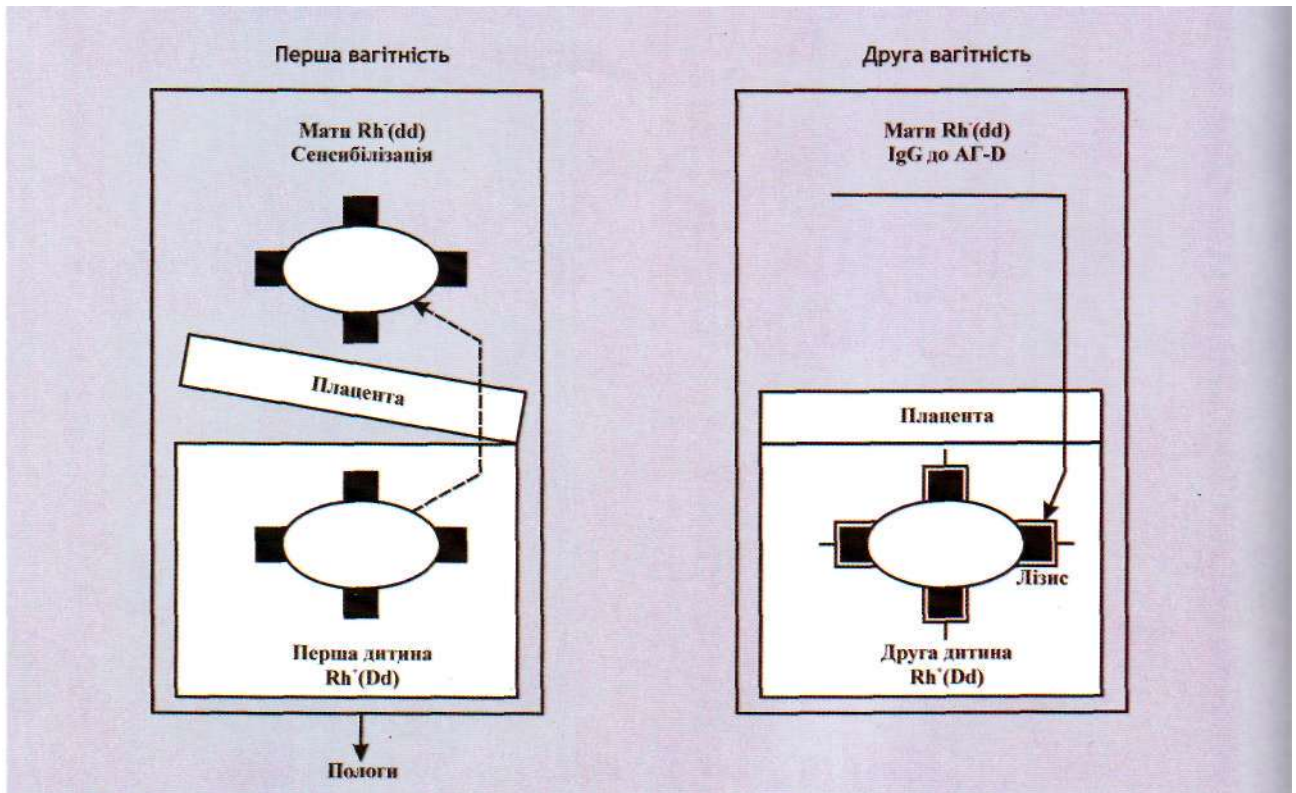 Перша вагітність
Мати Rh⁻(dd)
Сенсибілізація
Плацента
Перша дитина
Rh⁺(Dd)
Пологи
Друга вагітність
Мати Rh⁻(dd)
IgG до АГ-D
Плацента
Лізис
Друга дитина
Rh⁺(Dd)